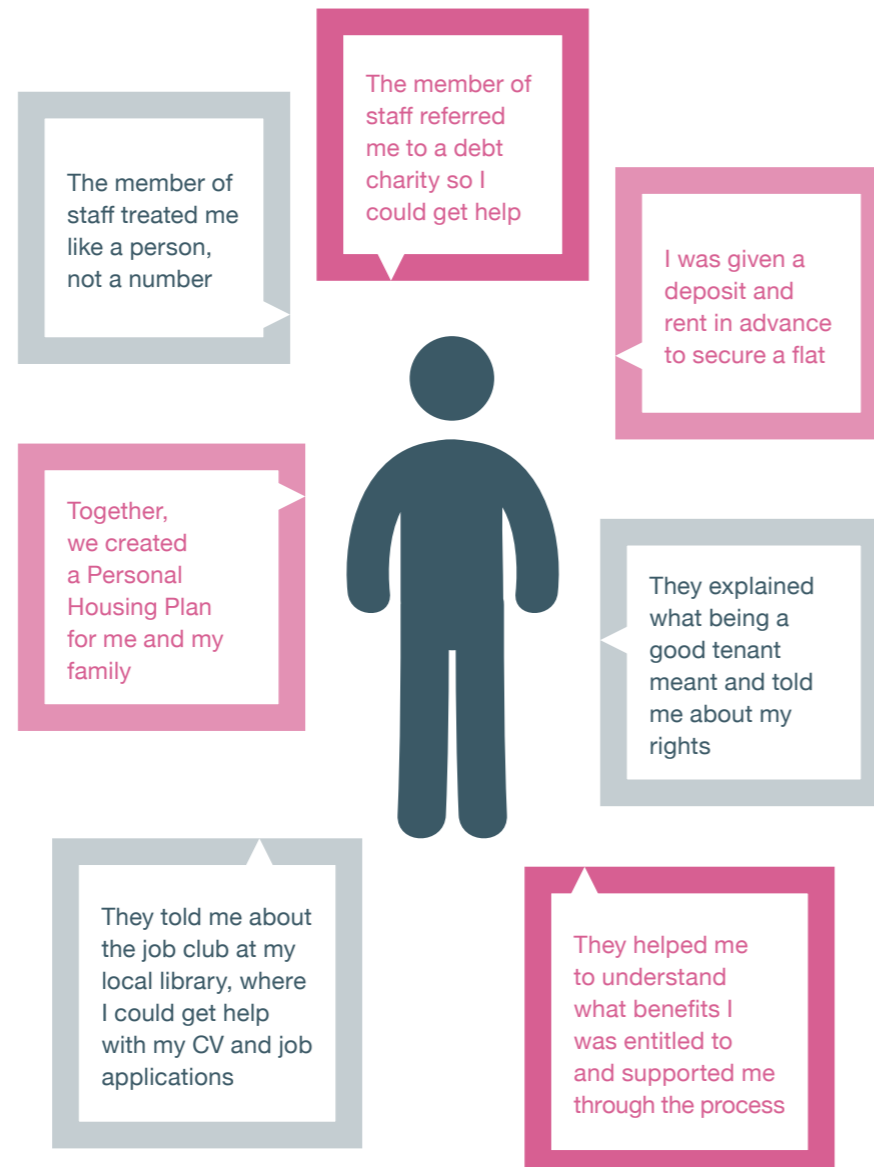 The member of
staff referred
me to a debt
charity so I
could get help
The member of
staff treated me
like a person,
not a number
I was given a
deposit and
rent in advance
to secure a flat
Together,
we created
a Personal
Housing Plan
for me and my
family
They explained
what being a
good tenant
meant and told
me about my
rights
They told me about
the job club at my
local library, where
I could get help
with my CV and job
applications
They helped me
to understand
what benefits I
was entitled to
and supported me
through the process